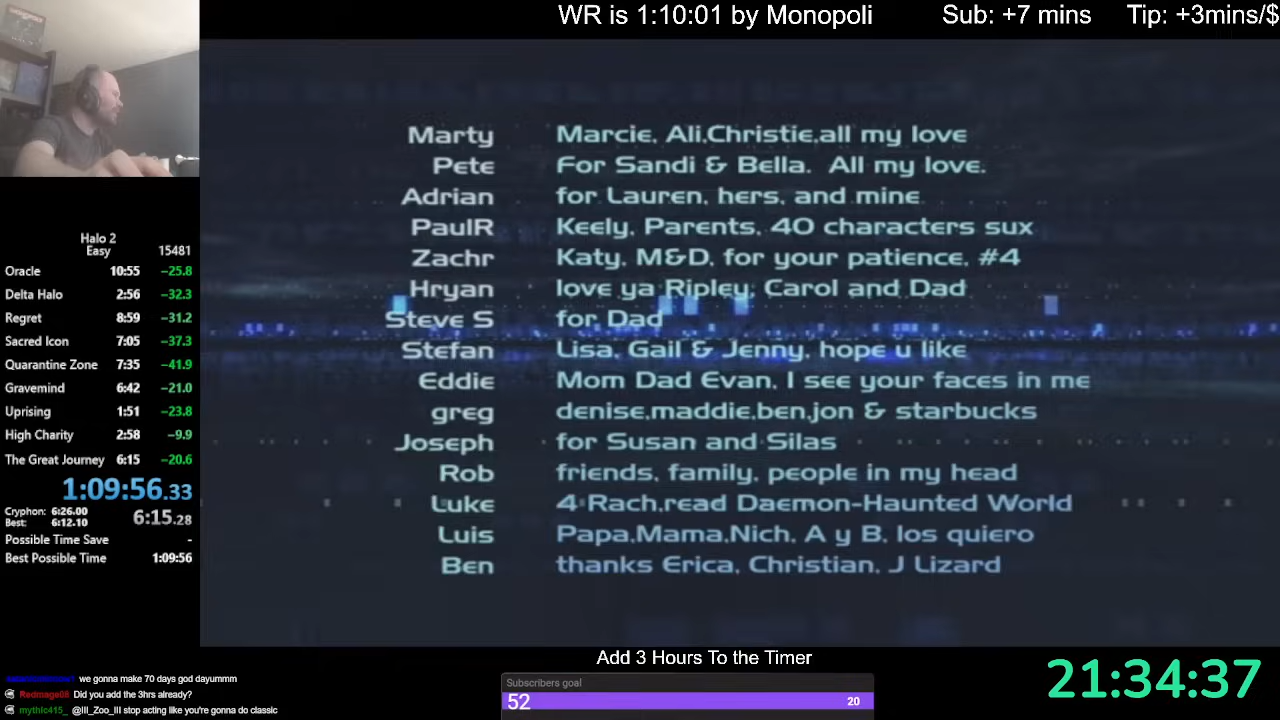 WR is 1:10:01 by Monopoli Sub: +7 mins Tip: +3mins/$
Halo 2
Easy 15481
Oracle 10:55 −25.8
Delta Halo 2:56 −32.3
Regret 8:59 −31.2
Sacred Icon 7:05 −37.3
Quarantine Zone 7:35 −41.9
Gravemind 6:42 −21.0
Uprising 1:51 −23.8
High Charity 2:58 −9.9
The Great Journey 6:15 −20.6
1:09:56.33
Cryphon: 6:26.00
Best: 6:12.10
6:15.28
Possible Time Save -
Best Possible Time 1:09:56
we gonna make 70 days god dayummm
Redmage08 Did you add the 3hrs already?
mythic415_ @Ill_Zoo_Ill stop acting like you're gonna do classic
Marty Marcie, Ali,Christie,all my love
Pete For Sandi & Bella. All my love.
Adrian for Lauren, hers, and mine
PaulR Keely, Parents, 40 characters sux
Zachr Katy, M&D, for your patience, #4
Hryan love ya Ripley, Carol and Dad
Steve S for Dad
Stefan Lisa, Gail & Jenny, hope u like
Eddie Mom Dad Evan, I see your faces in me
greg denise,maddie,ben,jon & starbucks
Joseph for Susan and Silas
Rob friends, family, people in my head
Luke 4 Rach,read Daemon-Haunted World
Luis Papa,Mama,Nich, A y B, los quiero
Ben thanks Erica, Christian, J Lizard
Add 3 Hours To the Timer
Subscribers goal
52 20
21:34:37